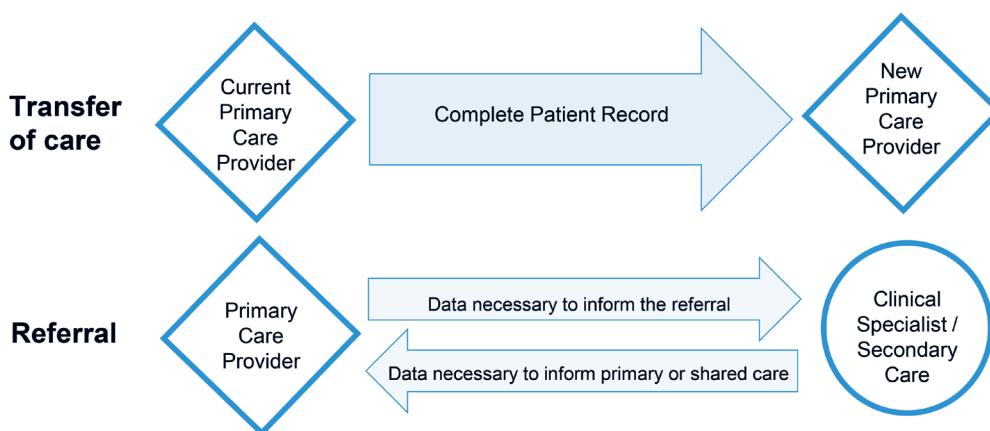 Transfer
of care
Current
Primary
Care
Provider
Complete Patient Record
New
Primary
Care
Provider
Referral
Primary
Care
Provider
Data necessary to inform the referral
Data necessary to inform primary or shared care
Clinical
Specialist /
Secondary
Care